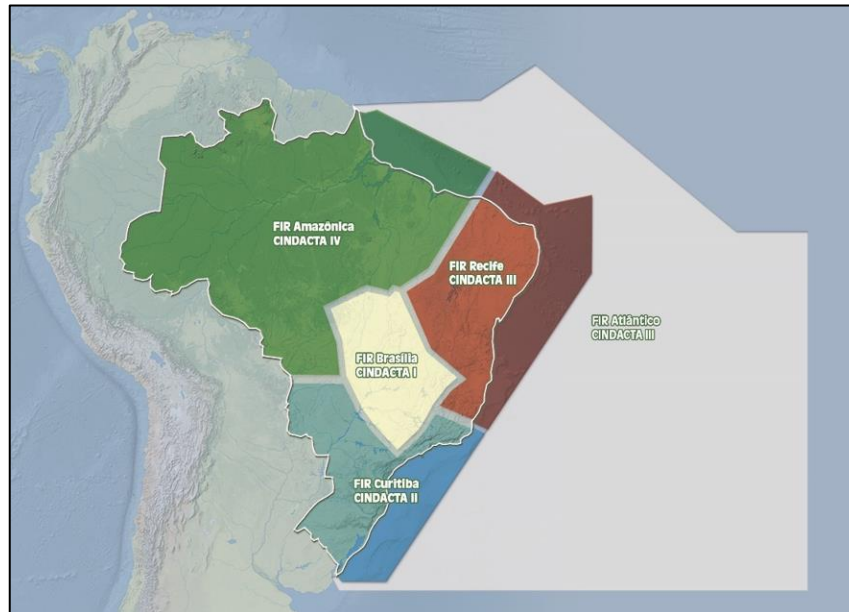 FIR Amazônica
CINDACTA IV
FIR Recife
CINDACTA III
FIR Atlântico
CINDACTA III
FIR Brasília
CINDACTA I
FIR Curitiba
CINDACTA II